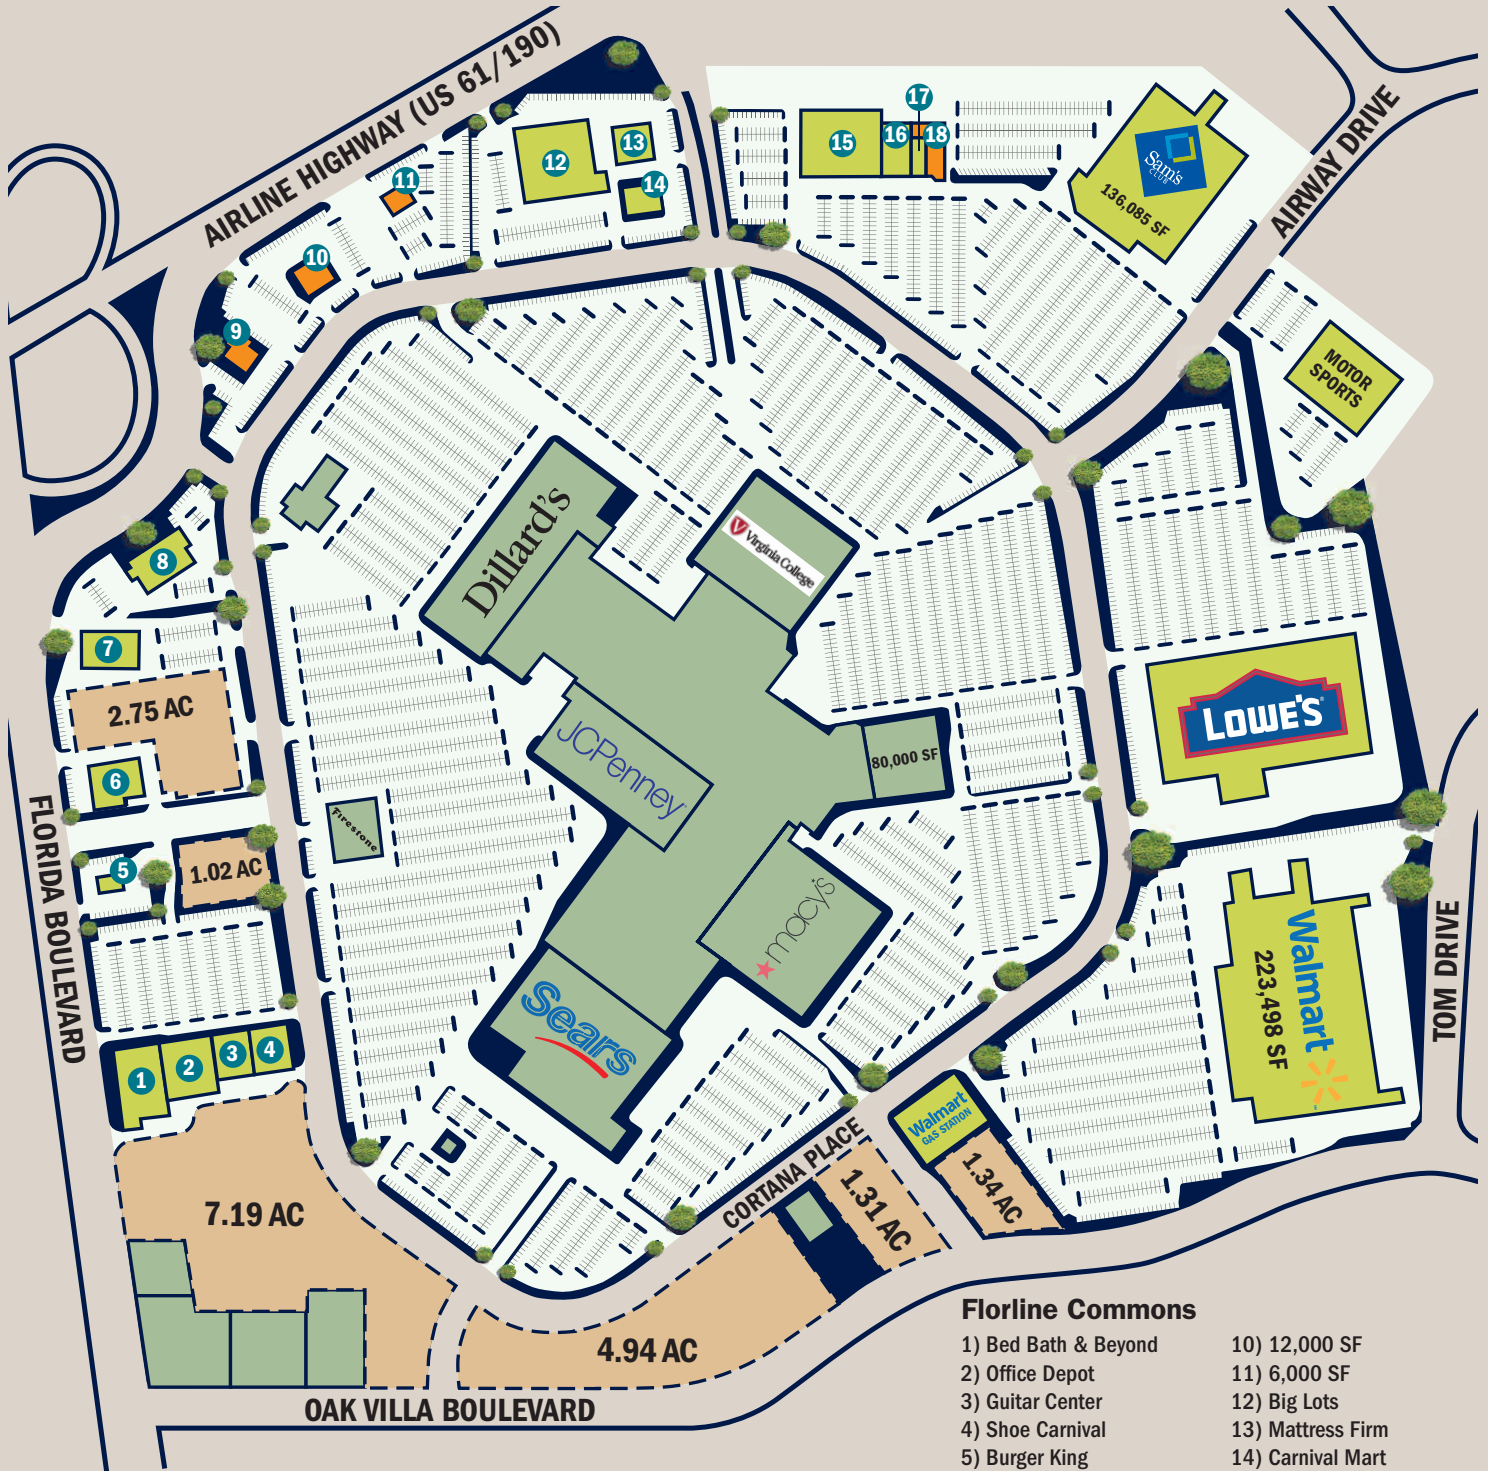 AIRLINE HIGHWAY (US 61/190)
17
13
15
16
18
12
11
14
Sam's
CLUB
136,085 SF
AIRWAY DRIVE
10
9
MOTOR
SPORTS
Dillard's
Virginia College
8
7
2.75 AC
6
JCPenney
80,000 SF
LOWE'S
Firestone
FLORIDA BOULEVARD
5
1.02 AC
macy's
Walmart
223,498 SF
TOM DRIVE
Sears
1
2
3
4
Walmart
GAS STATION
CORTANA PLACE
1.31 AC
1.34 AC
7.19 AC
4.94 AC
OAK VILLA BOULEVARD
Florline Commons
1) Bed Bath & Beyond
2) Office Depot
3) Guitar Center
4) Shoe Carnival
5) Burger King
10) 12,000 SF
11) 6,000 SF
12) Big Lots
13) Mattress Firm
14) Carnival Mart